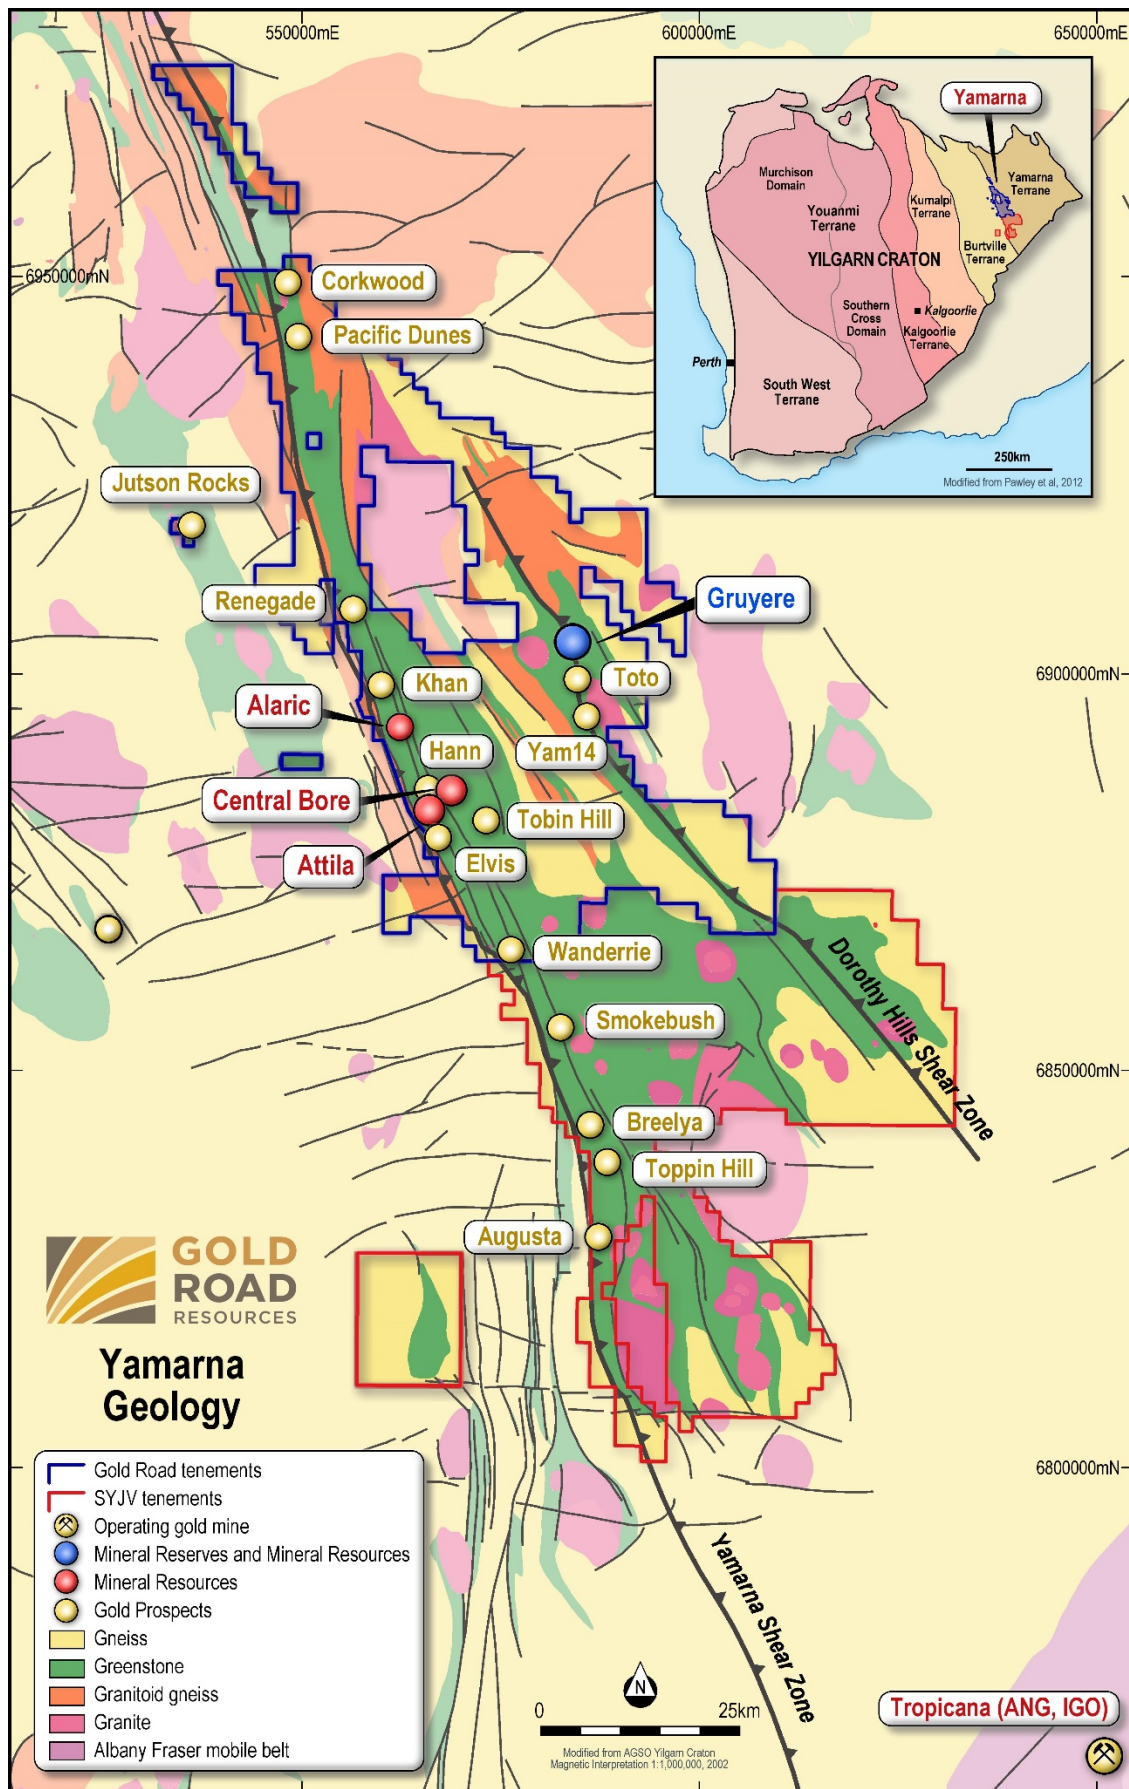 550000mE
600000mE
650000mE
6950000mN
Corkwood
Pacific Dunes
Jutson Rocks
Renegade
Gruyere
Khan
Toto
6900000mN
Alaric
Hann
Yam14
Central Bore
Tobin Hill
Attila
Elvis
Wanderrie
Dorothy Hills Shear Zone
Smokebush
6850000mN
Breelya
Toppin Hill
Augusta
6800000mN
Yamarna Shear Zone
Tropicana (ANG, IGO)
Yamarna
Murchison
Domain
Yamarna
Terrane
Youanmi
Terrane
Kurnalpi
Terrane
Burtville
Terrane
YILGARN CRATON
Southern
Cross
Domain
Kalgoorlie
Kalgoorlie
Terrane
Perth
South West
Terrane
250km
Modified from Pawley et al, 2012
GOLD
ROAD
RESOURCES
Yamarna
Geology
Gold Road tenements
SYJV tenements
Operating gold mine
Mineral Reserves and Mineral Resources
Mineral Resources
Gold Prospects
Gneiss
Greenstone
Granitoid gneiss
Granite
Albany Fraser mobile belt
N
0 25km
Modified from AGSO Yilgarn Craton
Magnetic Interpretation 1:1,000,000, 2002